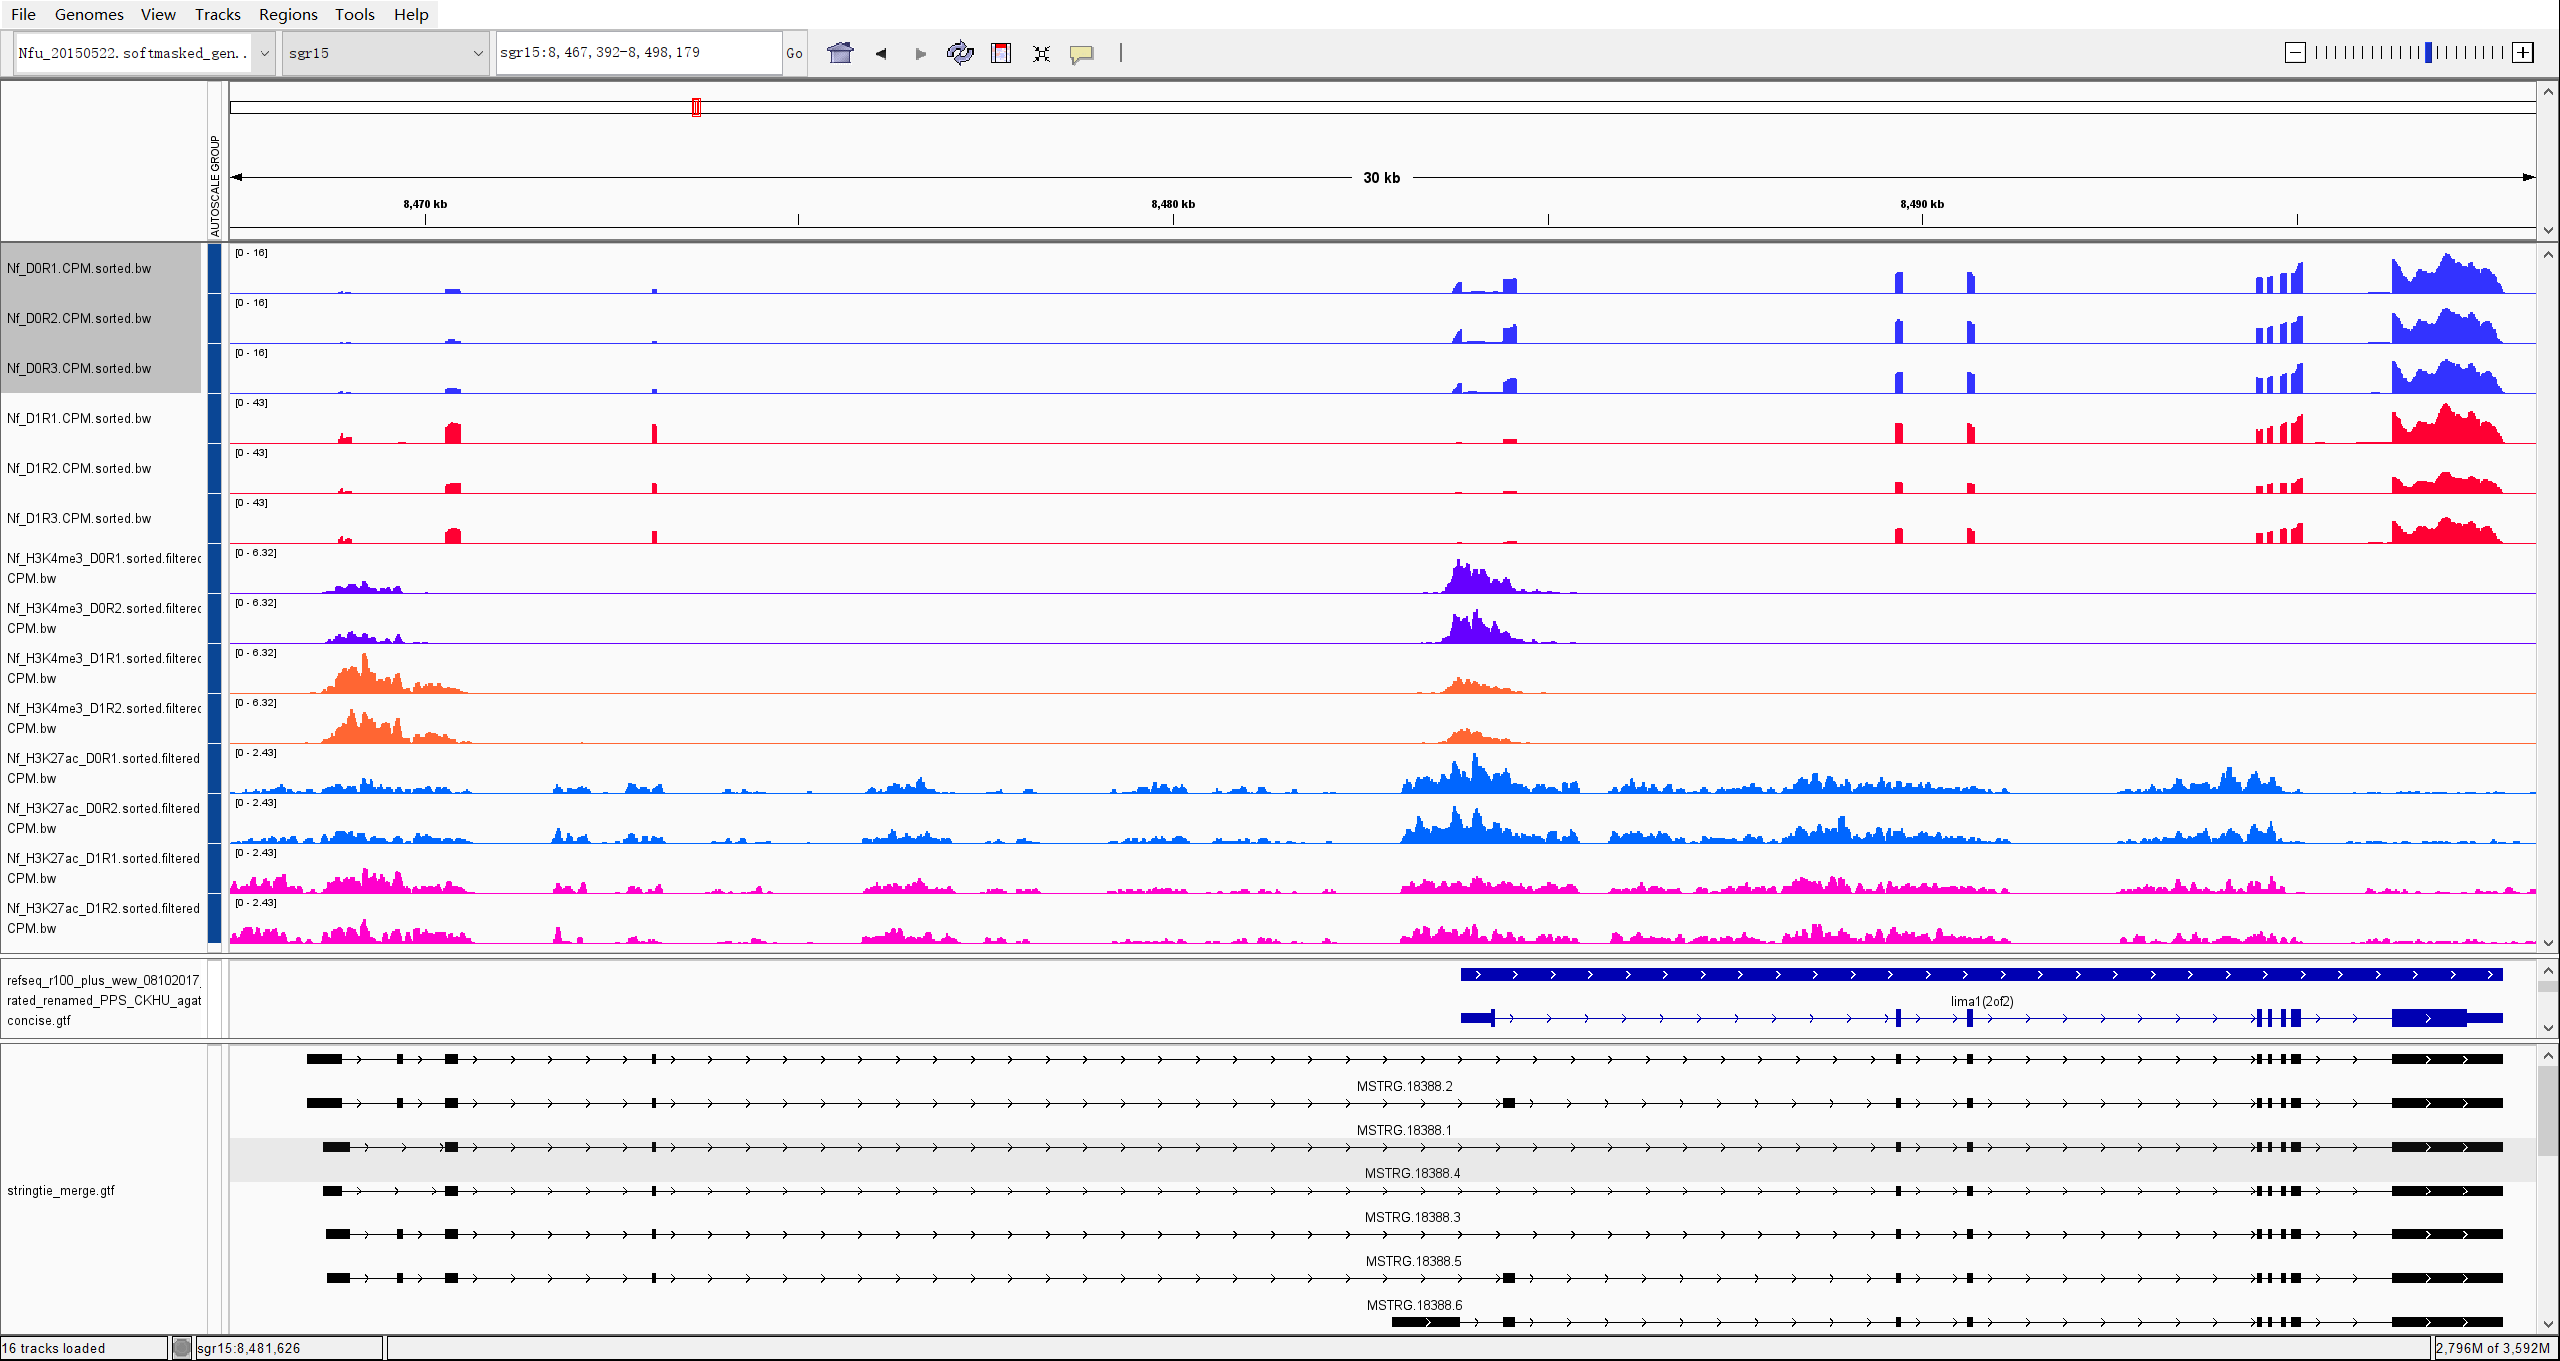 File Genomes View Tracks Regions Tools Help
Nfu_20150522.softmasked_gen.. sgr15 sgr15:8,467,392-8,498,179 Go
AUTOSCALE GROUP
30 kb
8,470 kb 8,480 kb 8,490 kb
[0 - 16]
Nf_D0R1.CPM.sorted.bw
[0 - 16]
Nf_D0R2.CPM.sorted.bw
[0 - 16]
Nf_D0R3.CPM.sorted.bw
[0 - 43]
Nf_D1R1.CPM.sorted.bw
[0 - 43]
Nf_D1R2.CPM.sorted.bw
[0 - 43]
Nf_D1R3.CPM.sorted.bw
[0 - 6.32]
Nf_H3K4me3_D0R1.sorted.filtered
CPM.bw
[0 - 6.32]
Nf_H3K4me3_D0R2.sorted.filtered
CPM.bw
[0 - 6.32]
Nf_H3K4me3_D1R1.sorted.filtered
CPM.bw
[0 - 6.32]
Nf_H3K4me3_D1R2.sorted.filtered
CPM.bw
[0 - 2.43]
Nf_H3K27ac_D0R1.sorted.filtered
CPM.bw
[0 - 2.43]
Nf_H3K27ac_D0R2.sorted.filtered
CPM.bw
[0 - 2.43]
Nf_H3K27ac_D1R1.sorted.filtered
CPM.bw
[0 - 2.43]
Nf_H3K27ac_D1R2.sorted.filtered
CPM.bw
refseq_r100_plus_wew_08102017_
rated_renamed_PPS_CKHU_agat
concise.gtf
lima1(2of2)
MSTRG.18388.2
MSTRG.18388.1
MSTRG.18388.4
stringtie_merge.gtf
MSTRG.18388.3
MSTRG.18388.5
MSTRG.18388.6
16 tracks loaded sgr15:8,481,626 2,796M of 3,592M